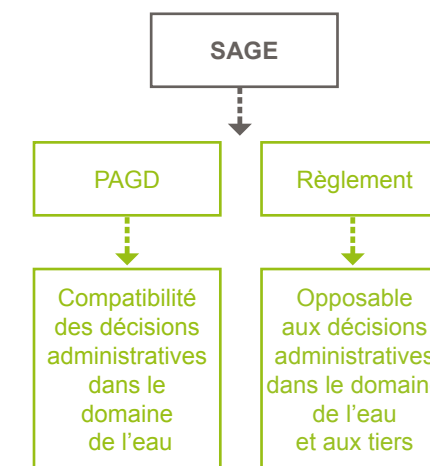 SAGE
PAGD
Règlement
Compatibilité
des décisions
administratives
dans le
domaine
de l'eau
Opposable
aux décisions
administratives
dans le domaine
de l'eau
et aux tiers